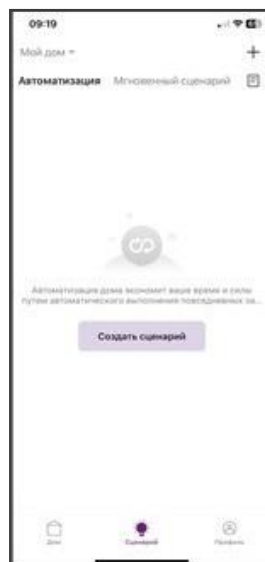 09:19
Мой дом
Автоматизация Мгновенный сценарий
Автоматизация дома экономит ваше время и силы
путем автоматического выполнения повседневных за...
Создать сценарий
Дом Сценарий Профиль